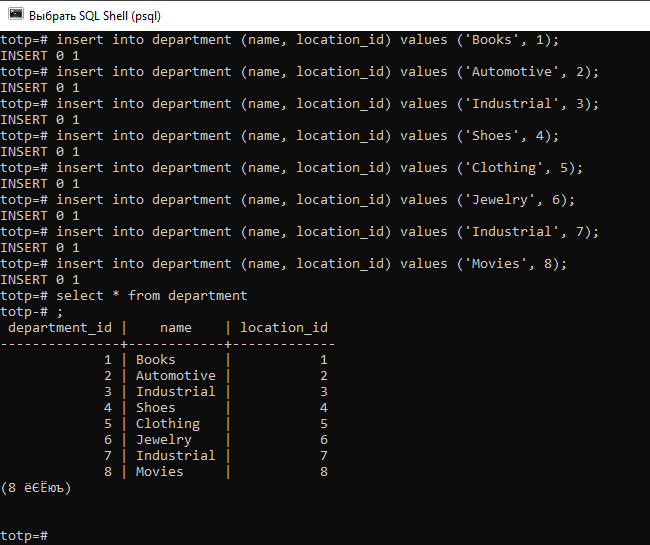 Выбрать SQL Shell (psql)
totp=# insert into department (name, location_id) values ('Books', 1);
INSERT 0 1
totp=# insert into department (name, location_id) values ('Automotive', 2);
INSERT 0 1
totp=# insert into department (name, location_id) values ('Industrial', 3);
INSERT 0 1
totp=# insert into department (name, location_id) values ('Shoes', 4);
INSERT 0 1
totp=# insert into department (name, location_id) values ('Clothing', 5);
INSERT 0 1
totp=# insert into department (name, location_id) values ('Jewelry', 6);
INSERT 0 1
totp=# insert into department (name, location_id) values ('Industrial', 7);
INSERT 0 1
totp=# insert into department (name, location_id) values ('Movies', 8);
INSERT 0 1
totp=# select * from department
totp-# ;
 department_id |    name    | location_id
---------------+------------+-------------
             1 | Books      |           1
             2 | Automotive |           2
             3 | Industrial |           3
             4 | Shoes      |           4
             5 | Clothing   |           5
             6 | Jewelry    |           6
             7 | Industrial |           7
             8 | Movies     |           8
(8 ёЄЁюъ)
totp=#